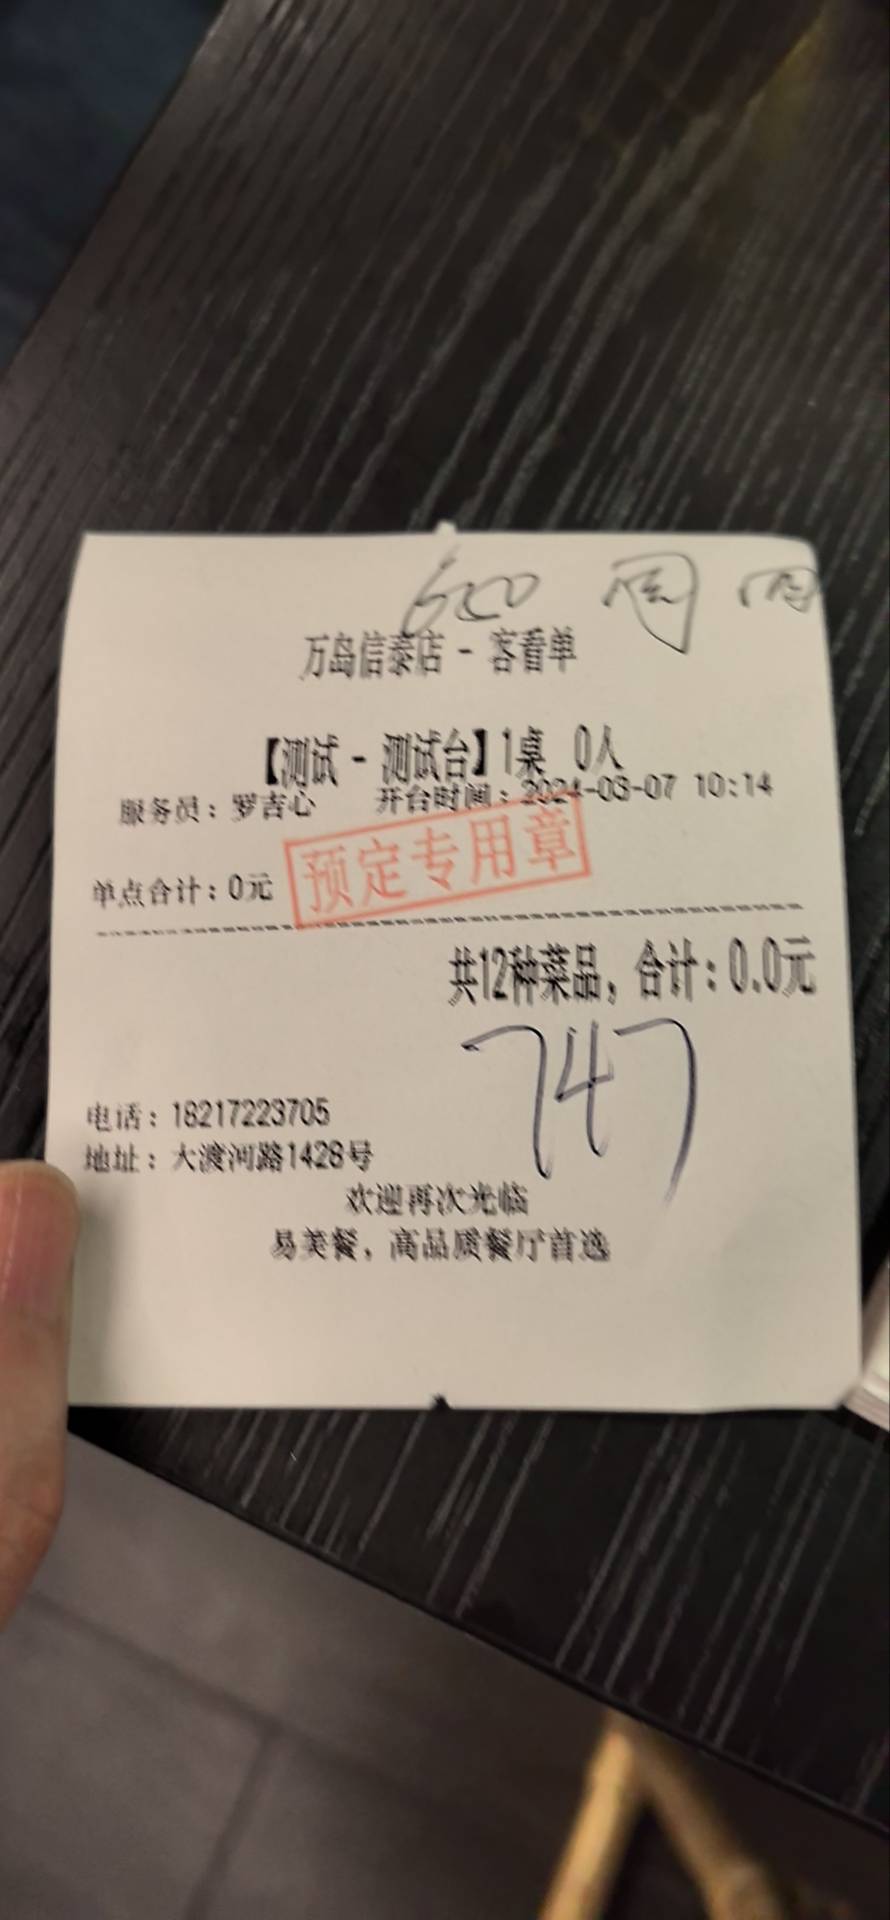 万岛信泰店 - 客看单
【测试 - 测试台】1桌 0人
服务员：罗吉心 开台时间：2024-03-07 10:14
预定专用章
单点合计：0元
共12种菜品，合计：0.0元
747
电话：18217223705
地址：大渡河路1428号
欢迎再次光临
易美餐，高品质餐厅首选